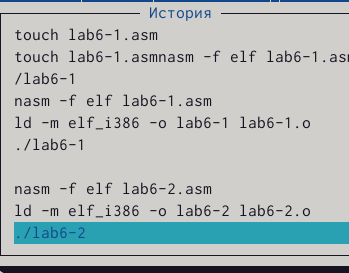 История
touch lab6-1.asm
touch lab6-1.asmnasm -f elf lab6-1.asm
/lab6-1
nasm -f elf lab6-1.asm
ld -m elf_i386 -o lab6-1 lab6-1.o
./lab6-1
nasm -f elf lab6-2.asm
ld -m elf_i386 -o lab6-2 lab6-2.o
./lab6-2